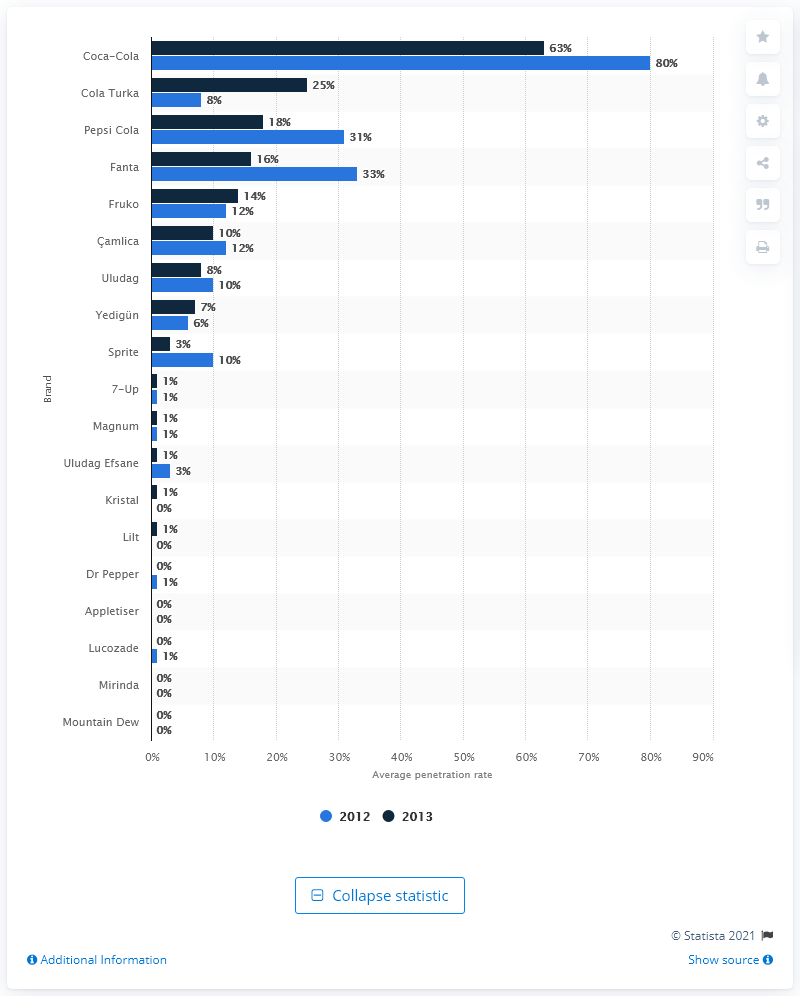 Coca-Cola 63%
80%
Cola Turka 25%
8%
Pepsi Cola 18%
31%
Fanta 16%
33%
Fruko 14%
12%
Çamlica 10%
12%
Uludag 8%
10%
Yedigün 7%
6%
Sprite 3%
10%
7-Up 1%
1%
Magnum 1%
1%
Uludag Efsane 1%
3%
Kristal 1%
0%
Lilt 1%
0%
Dr Pepper 0%
1%
Appletiser 0%
0%
Lucozade 0%
1%
Mirinda 0%
0%
Mountain Dew 0%
0%
Brand
0% 10% 20% 30% 40% 50% 60% 70% 80% 90%
Average penetration rate
2012 2013
Collapse statistic
© Statista 2021
Additional Information Show source